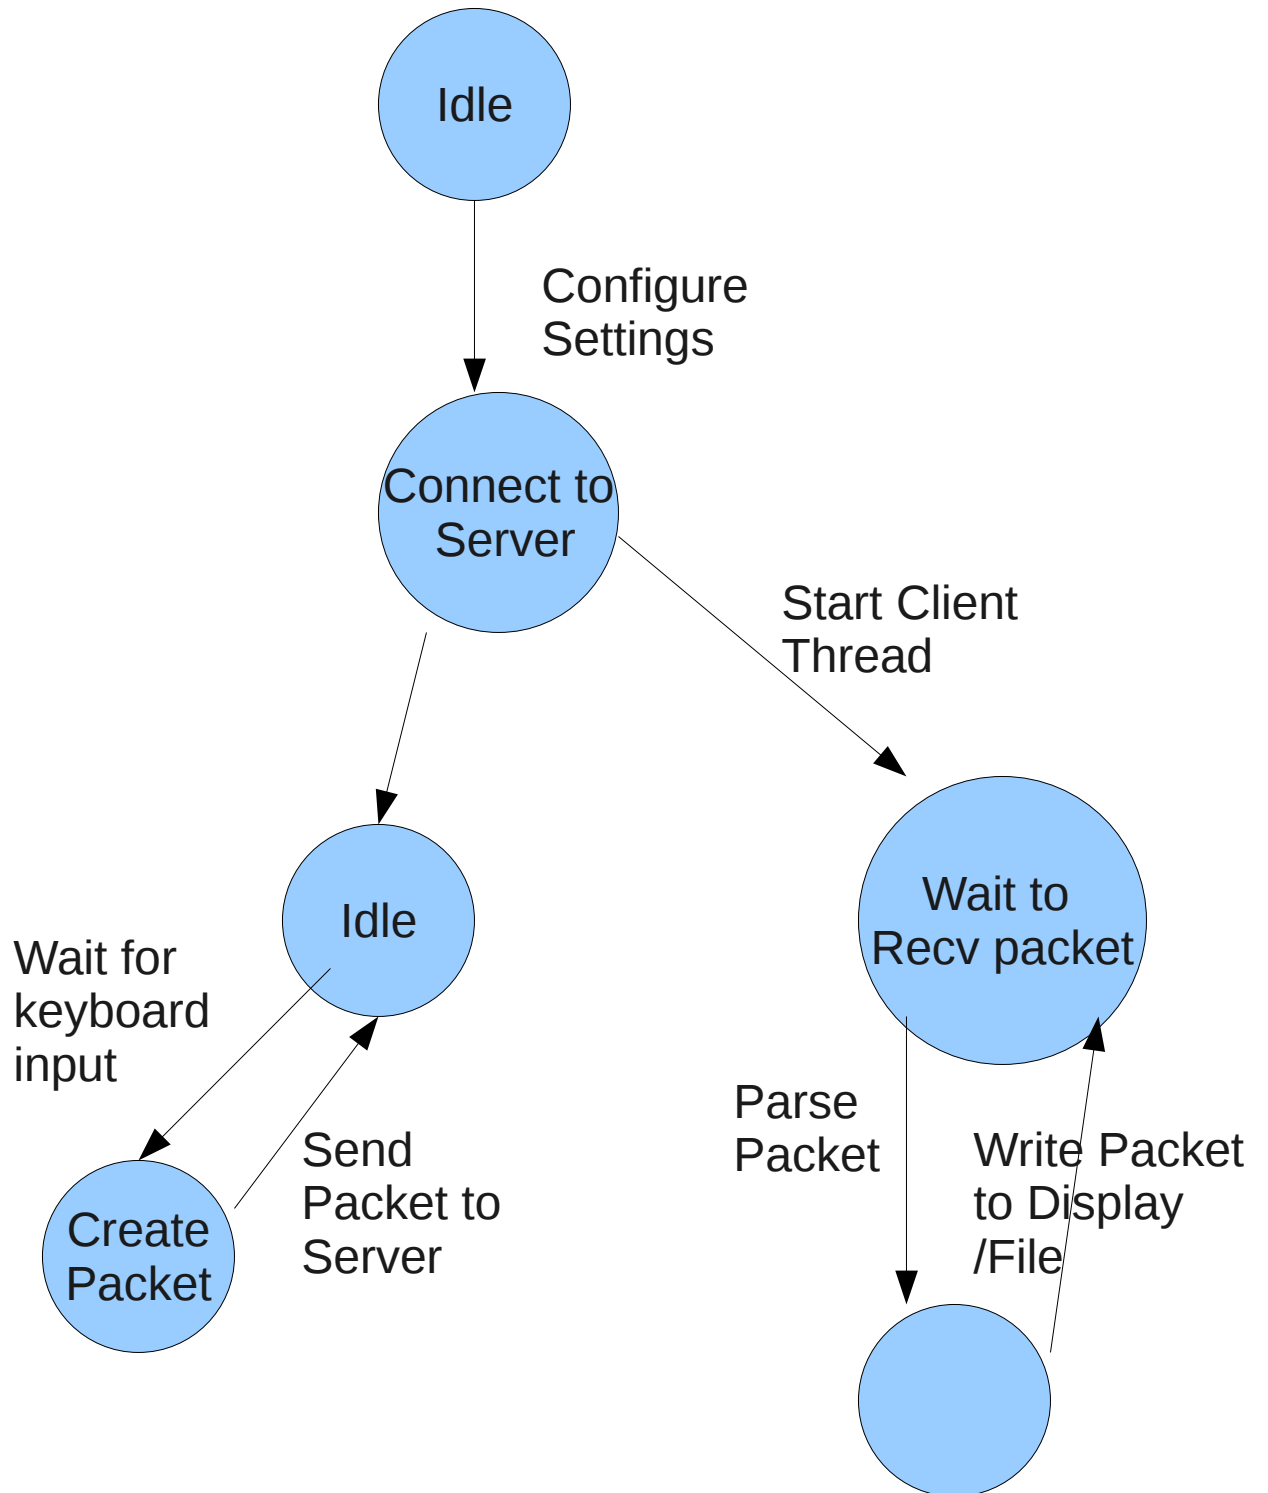 Idle
Configure
Settings
Connect to
Server
Start Client
Thread
Idle
Wait to
Recv packet
Wait for
keyboard
input
Parse
Packet
Send
Packet to
Server
Write Packet
to Display
/File
Create
Packet